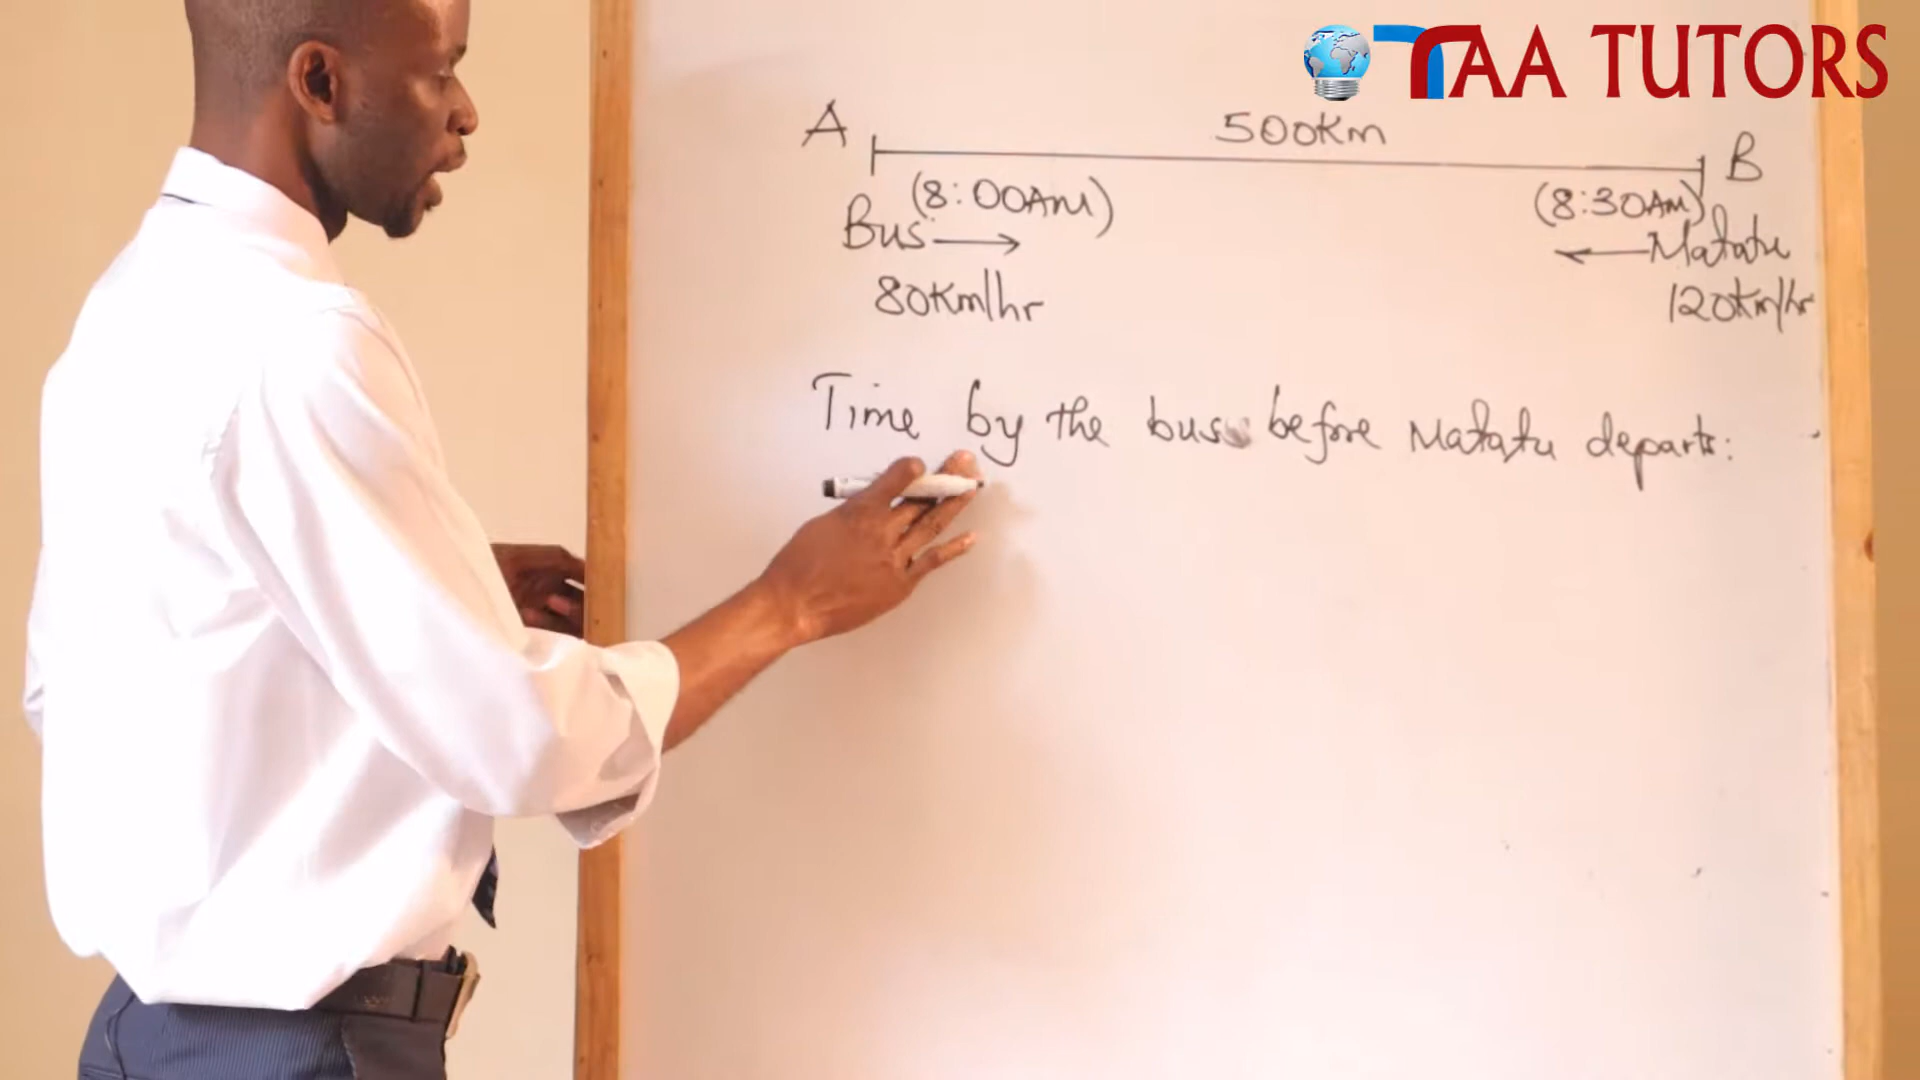 TAA TUTORS
A 500Km B
(8:00AM) (8:30AM)
Bus Matatu
80Km/hr 120Km/hr
Time by the bus before Matatu departs: